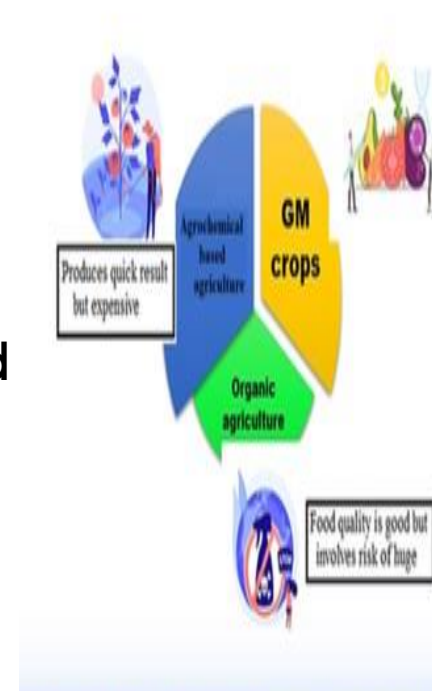 Agrochemical
based
agriculture
GM
crops
Produces quick result
but expensive
d
Organic
agriculture
Food quality is good but
involves risk of huge